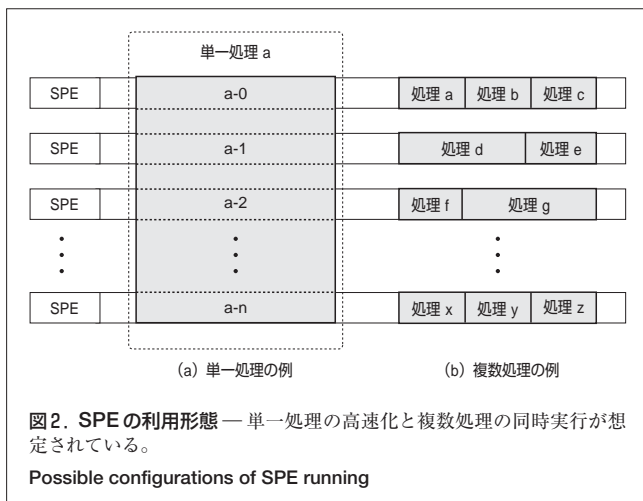 単一処理 a
SPE a-0 処理 a 処理 b 処理 c
SPE a-1 処理 d 処理 e
SPE a-2 処理 f 処理 g
SPE a-n 処理 x 処理 y 処理 z
(a) 単一処理の例 (b) 複数処理の例
図2. SPEの利用形態 — 単一処理の高速化と複数処理の同時実行が想
定されている。
Possible configurations of SPE running